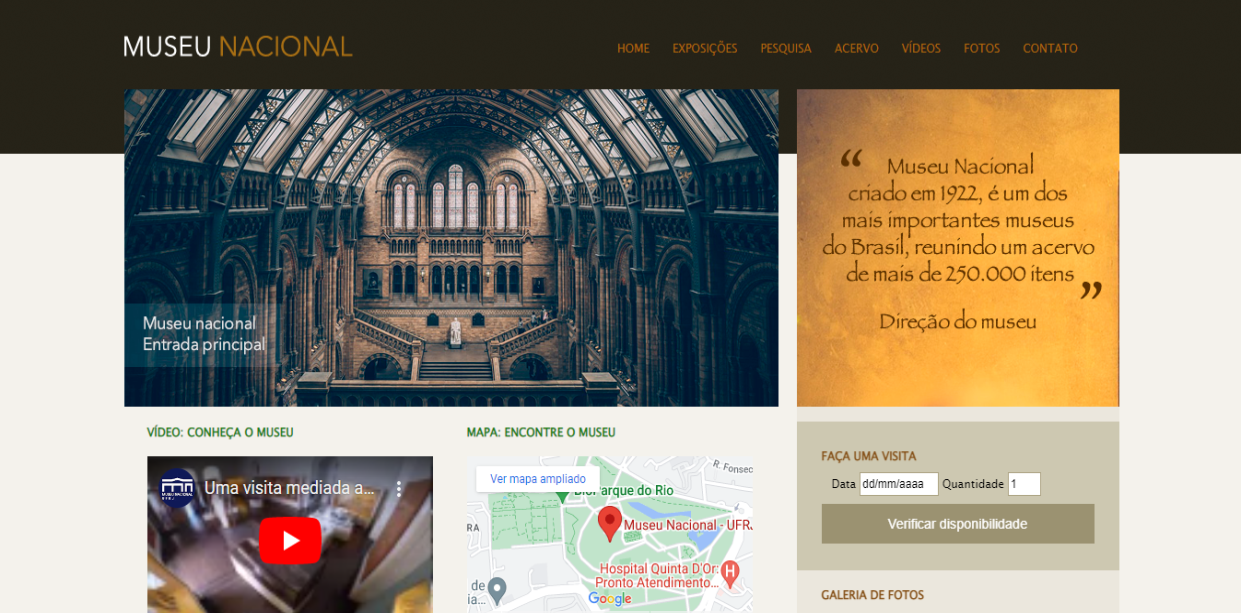 MUSEU NACIONAL
HOME EXPOSIÇÕES PESQUISA ACERVO VÍDEOS FOTOS CONTATO
Museu nacional
Entrada principal
“ Museu Nacional
criado em 1922, é um dos
mais importantes museus
do Brasil, reunindo um acervo
de mais de 250.000 itens ”
Direção do museu
VÍDEO: CONHEÇA O MUSEU
MUSEU NACIONAL
Uma visita mediada a...
MAPA: ENCONTRE O MUSEU
Ver mapa ampliado
R. Fonsec
BioParque do Rio
Museu Nacional - UFRJ
Hospital Quinta D'Or:
Pronto Atendimento...
de
ia...
Google
FAÇA UMA VISITA
Data dd/mm/aaaa Quantidade 1
Verificar disponibilidade
GALERIA DE FOTOS